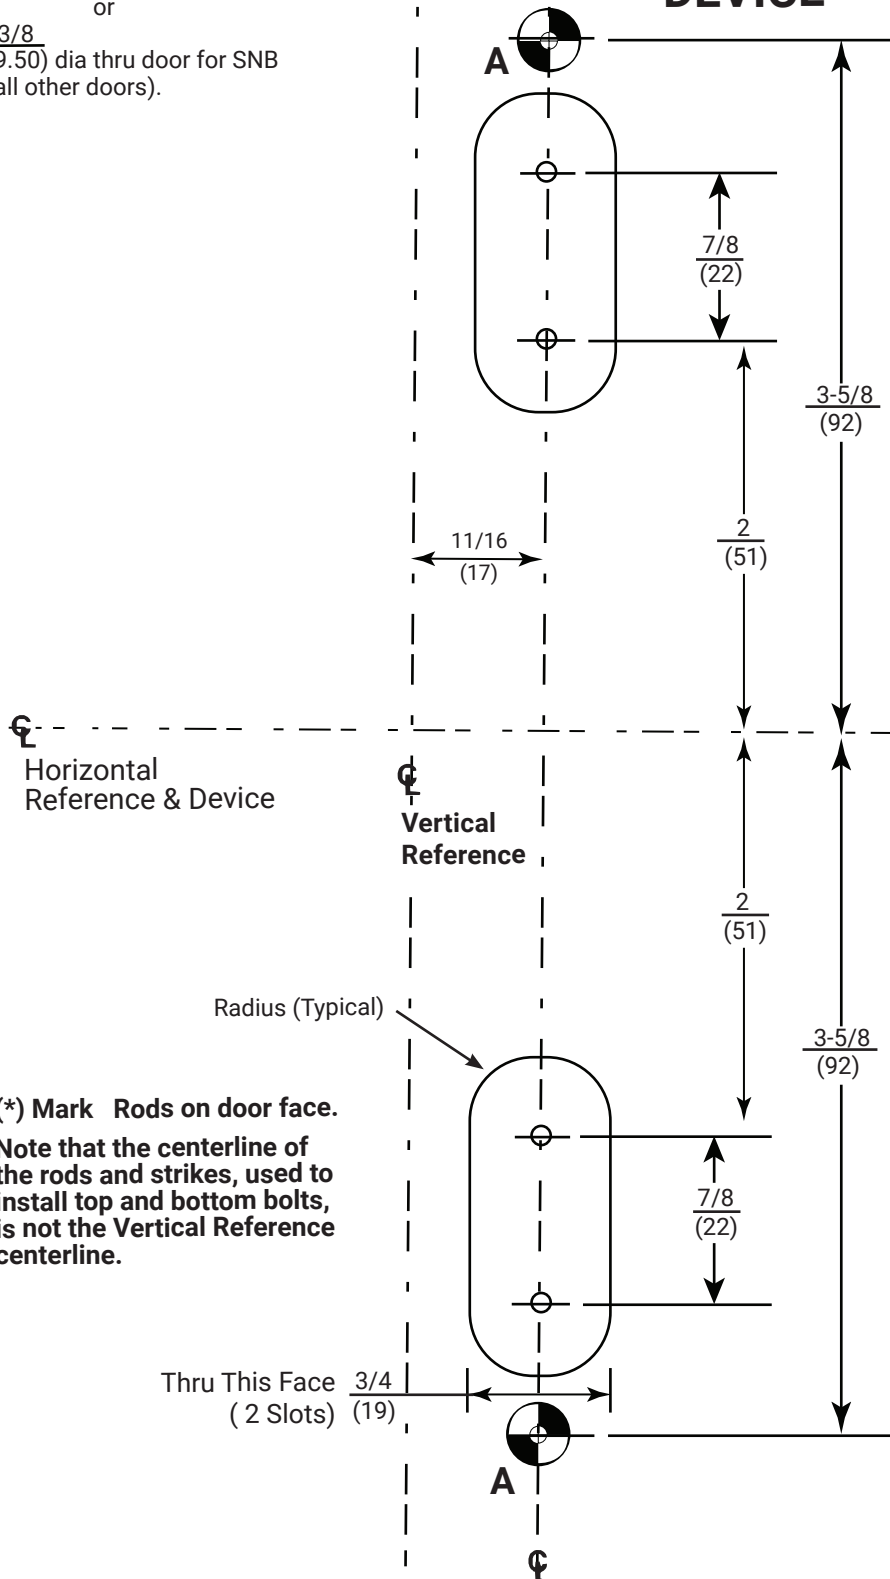 DEVICE
or
3/8
9.50) dia thru door for SNB
all other doors).
A
7/8
(22)
3-5/8
(92)
11/16
(17)
2
(51)
℄
Horizontal
Reference & Device
℄
Vertical
Reference
2
(51)
Radius (Typical)
3-5/8
(92)
(*) Mark Rods on door face.
Note that the centerline of
the rods and strikes, used to
install top and bottom bolts,
is not the Vertical Reference
centerline.
7/8
(22)
Thru This Face 3/4
( 2 Slots) (19)
A
℄